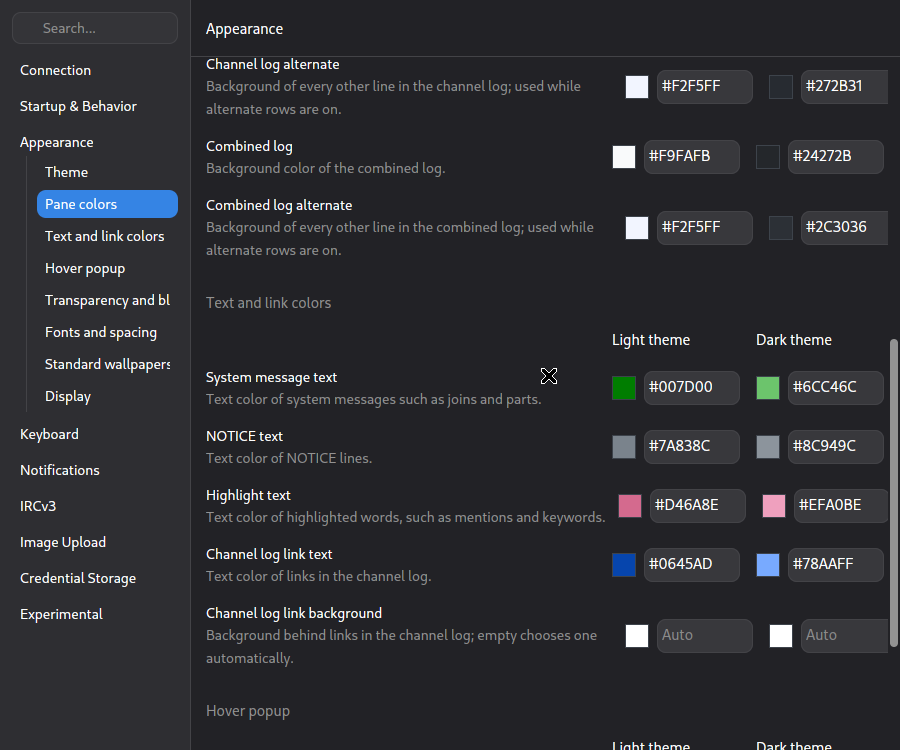 Search...
Connection
Startup & Behavior
Appearance
Theme
Pane colors
Text and link colors
Hover popup
Transparency and bl
Fonts and spacing
Standard wallpapers
Display
Keyboard
Notifications
IRCv3
Image Upload
Credential Storage
Experimental
Appearance
Channel log alternate
Background of every other line in the channel log; used while
alternate rows are on.
#F2F5FF #272B31
Combined log
Background color of the combined log.
#F9FAFB #24272B
Combined log alternate
Background of every other line in the combined log; used while
alternate rows are on.
#F2F5FF #2C3036
Text and link colors
Light theme Dark theme
System message text
Text color of system messages such as joins and parts.
#007D00 #6CC46C
NOTICE text
Text color of NOTICE lines.
#7A838C #8C949C
Highlight text
Text color of highlighted words, such as mentions and keywords.
#D46A8E #EFA0BE
Channel log link text
Text color of links in the channel log.
#0645AD #78AAFF
Channel log link background
Background behind links in the channel log; empty chooses one
automatically.
Auto Auto
Hover popup
Light theme Dark theme